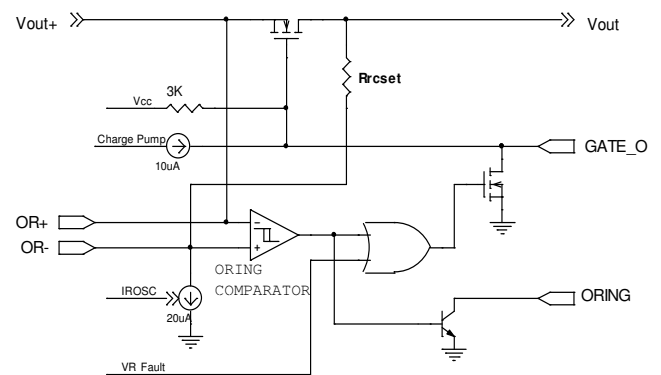 Vout+
Vout
Rrcset
3K
Vcc
Charge Pump
10uA
GATE_O
OR+
−
OR-
+
ORING
COMPARATOR
IROSC
20uA
ORING
VR Fault